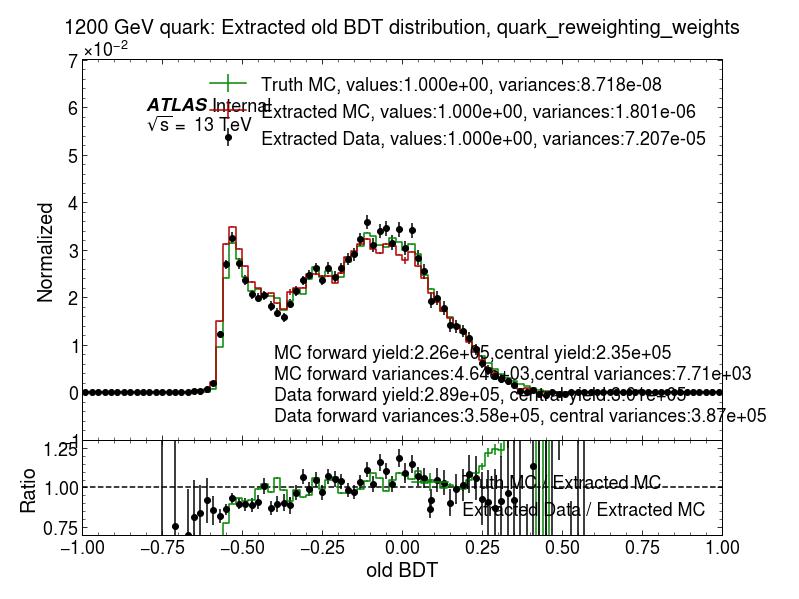 1200 GeV quark: Extracted old BDT distribution, quark_reweighting_weights
×10⁻²
7
6
5
4
3
2
1
0
−1
Normalized
ATLAS Internal
√s = 13 TeV
Truth MC, values:1.000e+00, variances:8.718e-08
Extracted MC, values:1.000e+00, variances:1.801e-06
Extracted Data, values:1.000e+00, variances:7.207e-05
MC forward yield:2.26e+05,central yield:2.35e+05
MC forward variances:4.64e+03,central variances:7.71e+03
Data forward yield:2.89e+05, central yield:3.01e+05
Data forward variances:3.58e+05, central variances:3.87e+05
1.25
1.00
0.75
Ratio
Truth MC / Extracted MC
Extracted Data / Extracted MC
−1.00 −0.75 −0.50 −0.25 0.00 0.25 0.50 0.75 1.00
old BDT